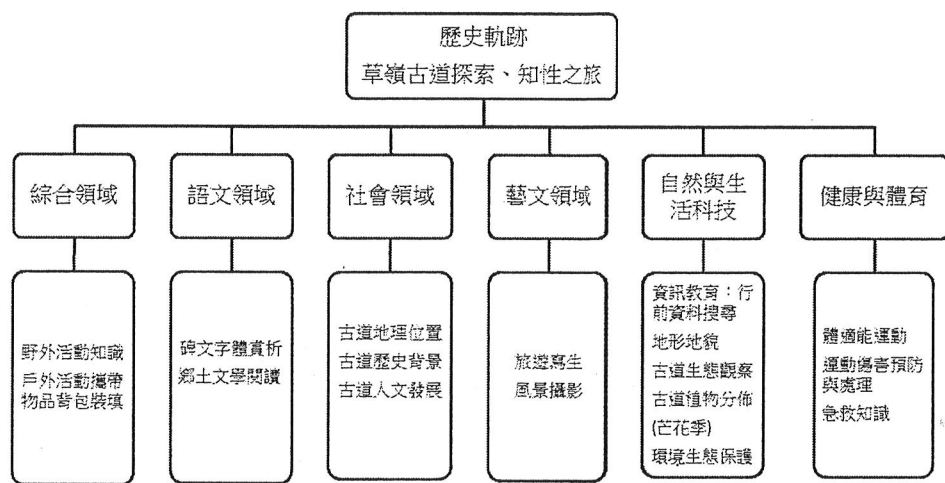 歷史軌跡
草嶺古道探索、知性之旅
綜合領域
語文領域
社會領域
藝文領域
自然與生
活科技
健康與體育
野外活動知識
戶外活動攜帶
物品背包裝填
碑文字體賞析
鄉土文學閱讀
古道地理位置
古道歷史背景
古道人文發展
旅遊寫生
風景攝影
資訊教育：行
前資料搜尋
地形地貌
古道生態觀察
古道植物分佈
(芒花季)
環境生態保護
體適能運動
運動傷害預防
與處理
急救知識